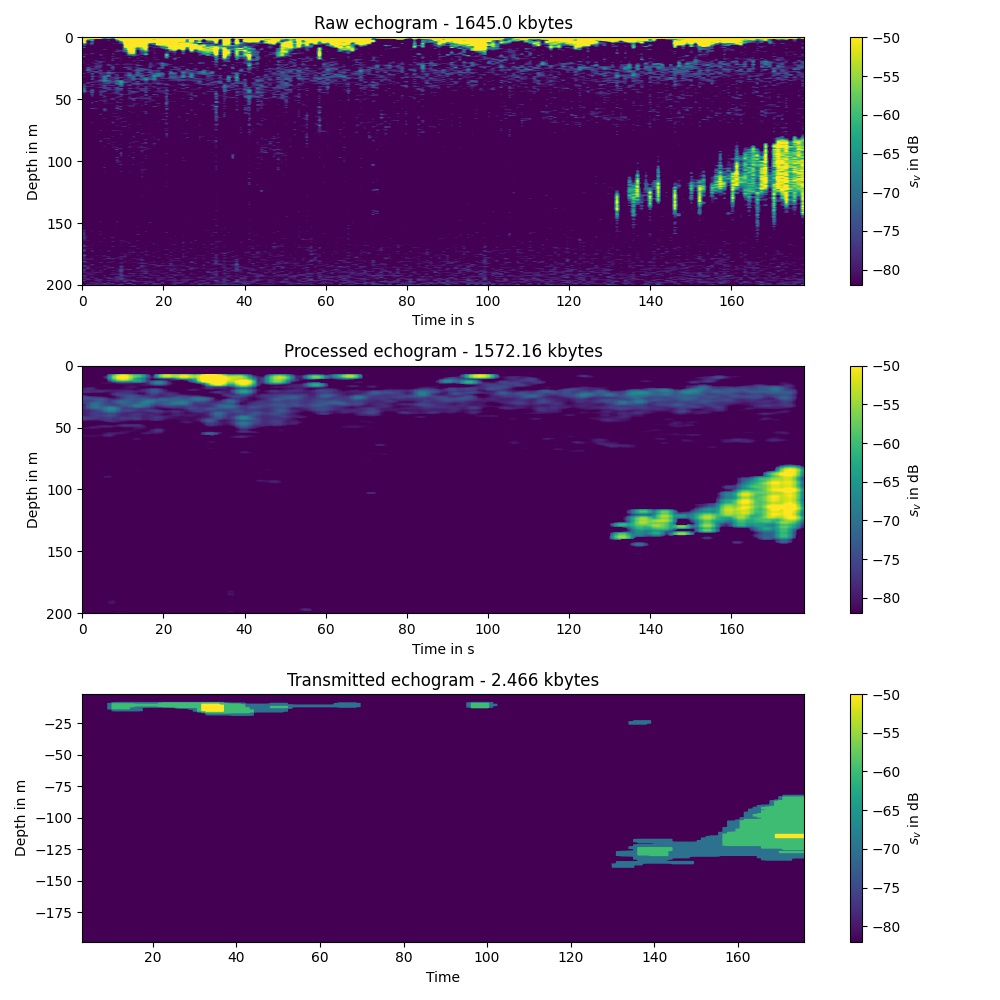 Raw echogram - 1645.0 kbytes
0
50
100
150
200
Depth in m
0 20 40 60 80 100 120 140 160
Time in s
−50
−55
−60
−65
−70
−75
−80
sv in dB
Processed echogram - 1572.16 kbytes
0
50
100
150
200
Depth in m
0 20 40 60 80 100 120 140 160
Time in s
−50
−55
−60
−65
−70
−75
−80
sv in dB
Transmitted echogram - 2.466 kbytes
−25
−50
−75
−100
−125
−150
−175
Depth in m
20 40 60 80 100 120 140 160
Time
−50
−55
−60
−65
−70
−75
−80
sv in dB